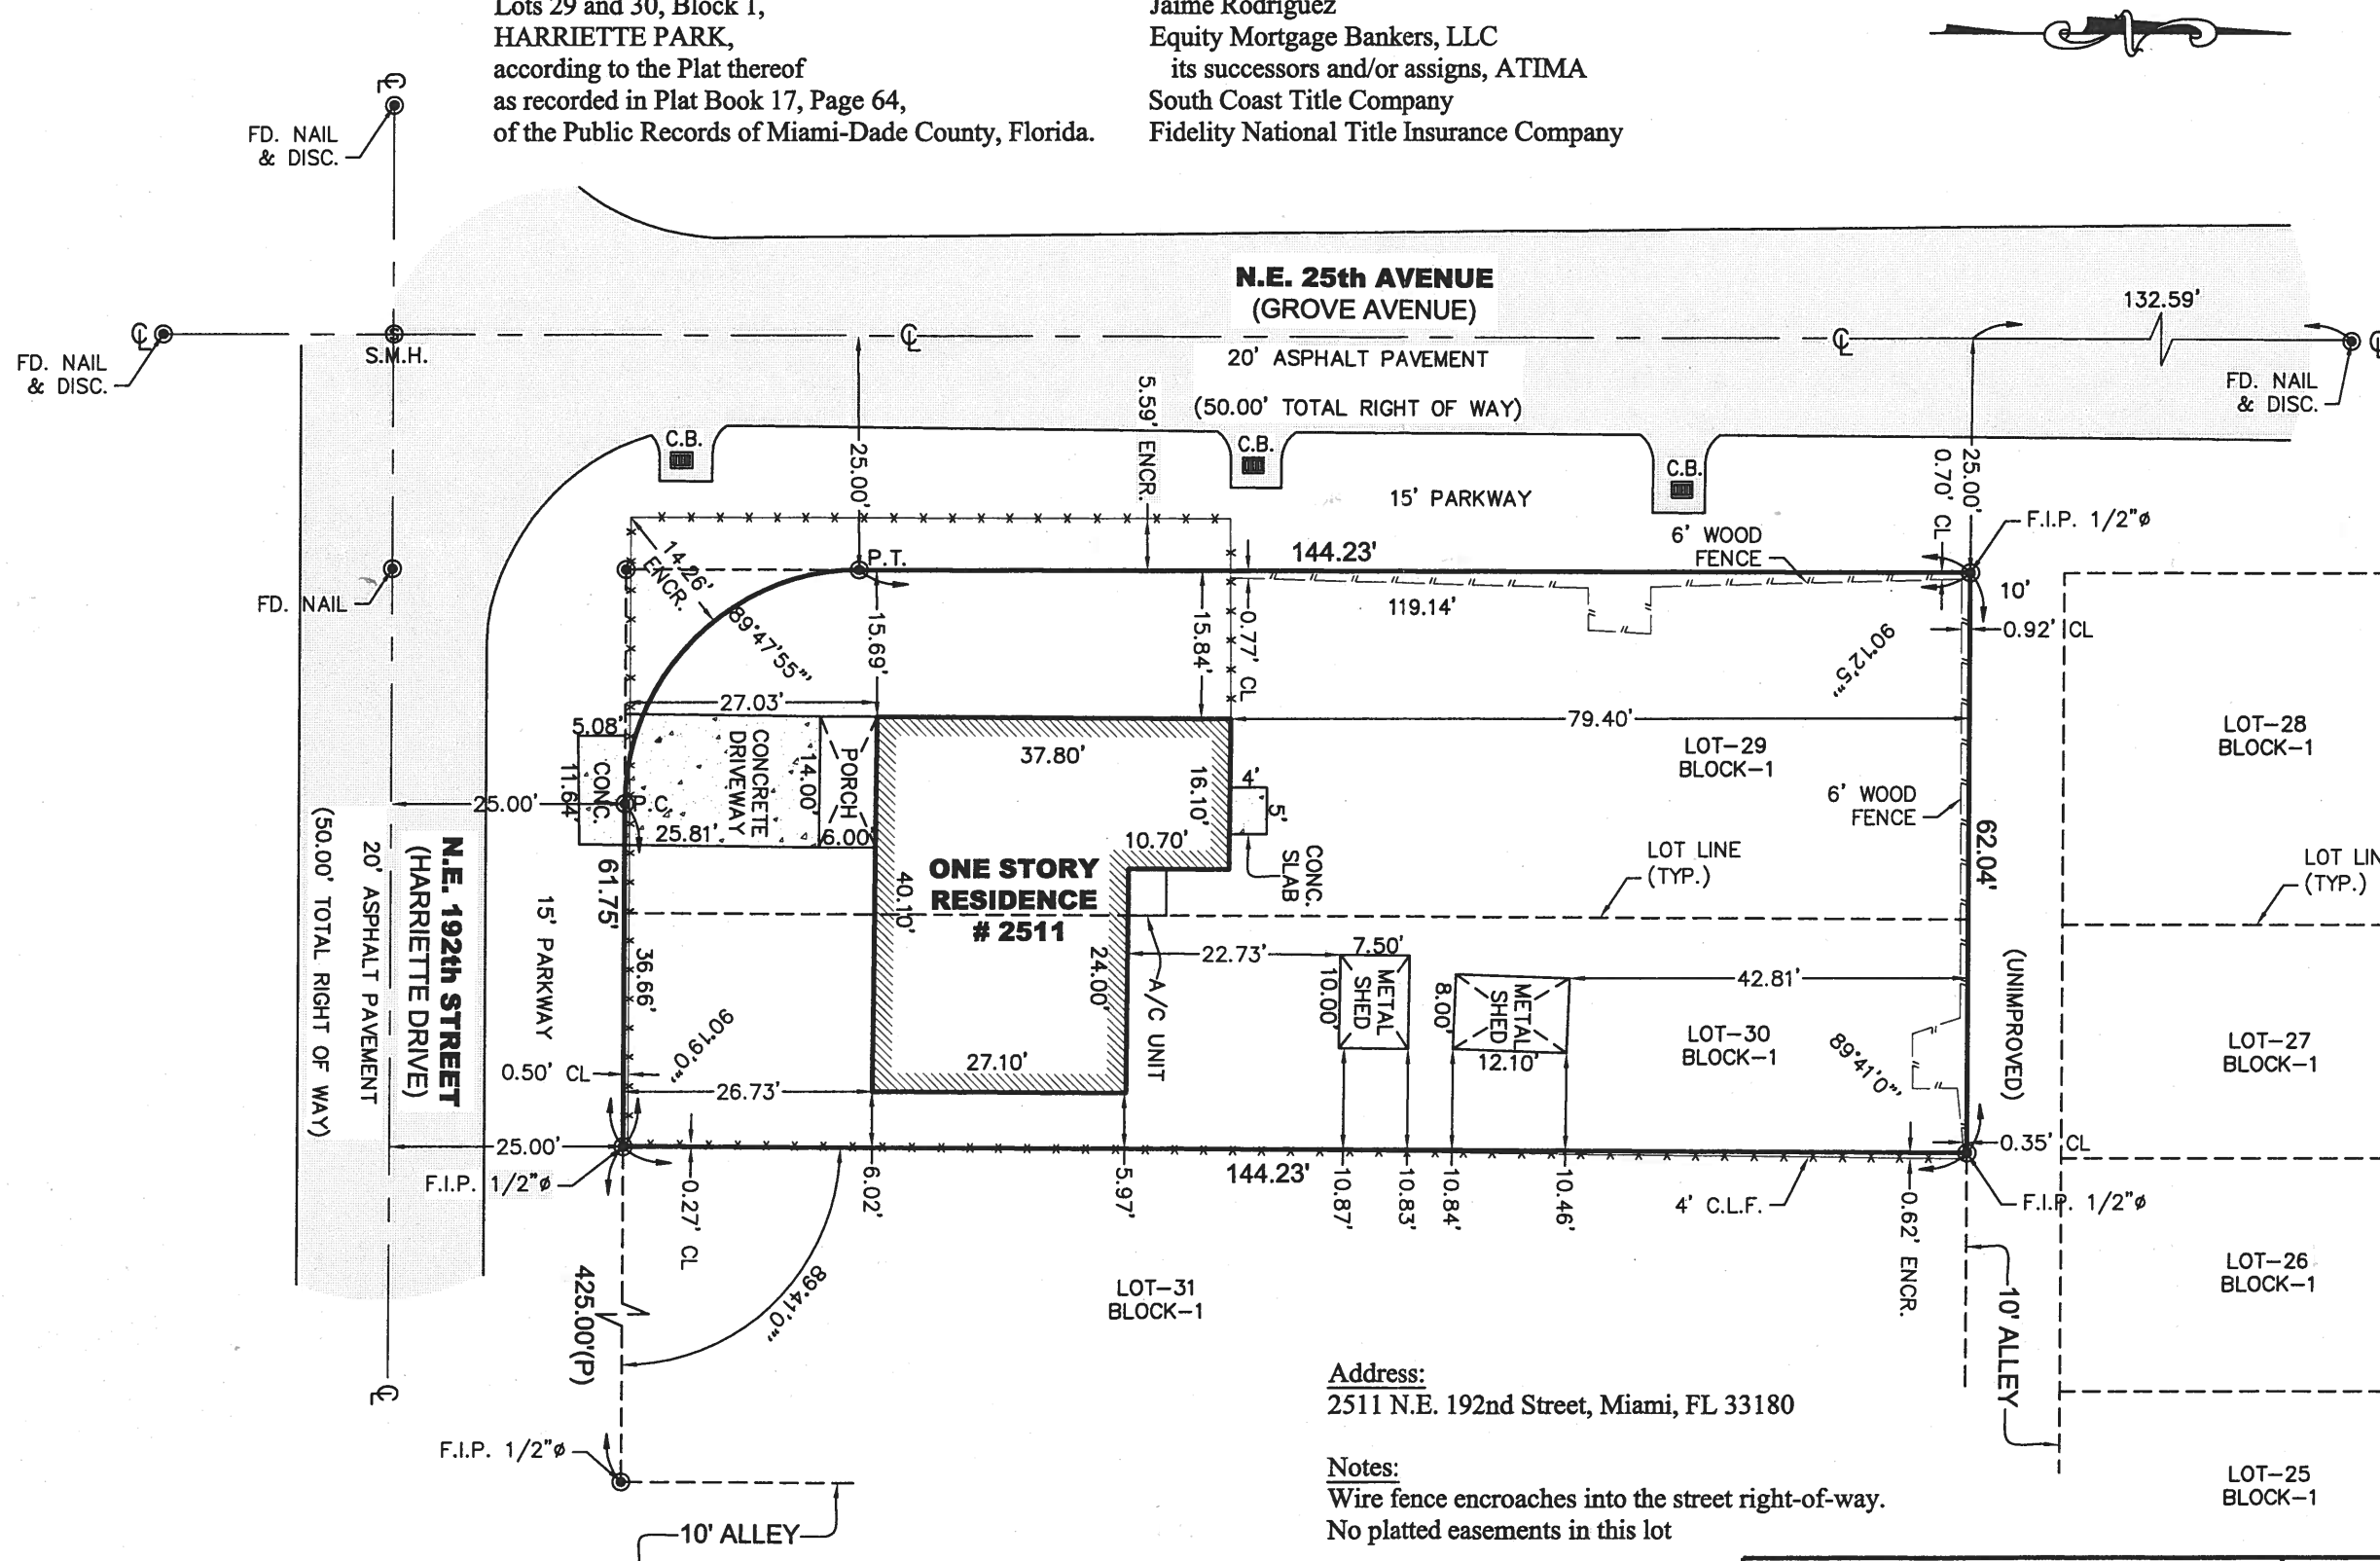 Lots 29 and 30, Block 1,
HARRIETTE PARK,
according to the Plat thereof
as recorded in Plat Book 17, Page 64,
of the Public Records of Miami-Dade County, Florida.
Jaime Rodriguez
Equity Mortgage Bankers, LLC
its successors and/or assigns, ATIMA
South Coast Title Company
Fidelity National Title Insurance Company
FD. NAIL
& DISC.
N.E. 25th AVENUE
(GROVE AVENUE)
132.59'
S.M.H.
FD. NAIL
& DISC.
20' ASPHALT PAVEMENT
(50.00' TOTAL RIGHT OF WAY)
FD. NAIL
& DISC.
C.B.
C.B.
C.B.
25.00'
5.59' ENCR.
15' PARKWAY
25.00'
0.70' CL
F.I.P. 1/2"ø
6' WOOD
FENCE
14.26'
ENCR.
P.T.
144.23'
119.14'
10'
0.92' CL
FD. NAIL
89°47'55"
15.69'
15.84'
0.77' CL
90°12'5"
27.03'
79.40'
5.08'
11.64'
CONC.
CONCRETE
DRIVEWAY
14.00'
PORCH
37.80'
16.10'
4'
5'
LOT-29
BLOCK-1
LOT-28
BLOCK-1
25.00'
P.C.
25.81'
6.00'
10.70'
CONC.
SLAB
6' WOOD
FENCE
62.04'
LOT LINE
(TYP.)
LOT LIN
(TYP.)
ONE STORY
RESIDENCE
# 2511
40.10'
61.75'
36.66'
15' PARKWAY
N.E. 192th STREET
(HARRIETTE DRIVE)
20' ASPHALT PAVEMENT
(50.00' TOTAL RIGHT OF WAY)
24.00'
A/C UNIT
22.73'
7.50'
10.00'
METAL
SHED
8.00'
METAL
SHED
12.10'
42.81'
LOT-30
BLOCK-1
89°41'0"
(UNIMPROVED)
LOT-27
BLOCK-1
90°19'0"
0.50' CL
26.73'
27.10'
25.00'
F.I.P. 1/2"ø
0.27' CL
6.02'
5.97'
144.23'
10.87'
10.83'
10.84'
10.46'
4' C.L.F.
0.62' ENCR.
0.35' CL
F.I.P. 1/2"ø
425.00'(P)
89°41'0"
LOT-31
BLOCK-1
10' ALLEY
LOT-26
BLOCK-1
F.I.P. 1/2"ø
10' ALLEY
LOT-25
BLOCK-1
Address:
2511 N.E. 192nd Street, Miami, FL 33180
Notes:
Wire fence encroaches into the street right-of-way.
No platted easements in this lot